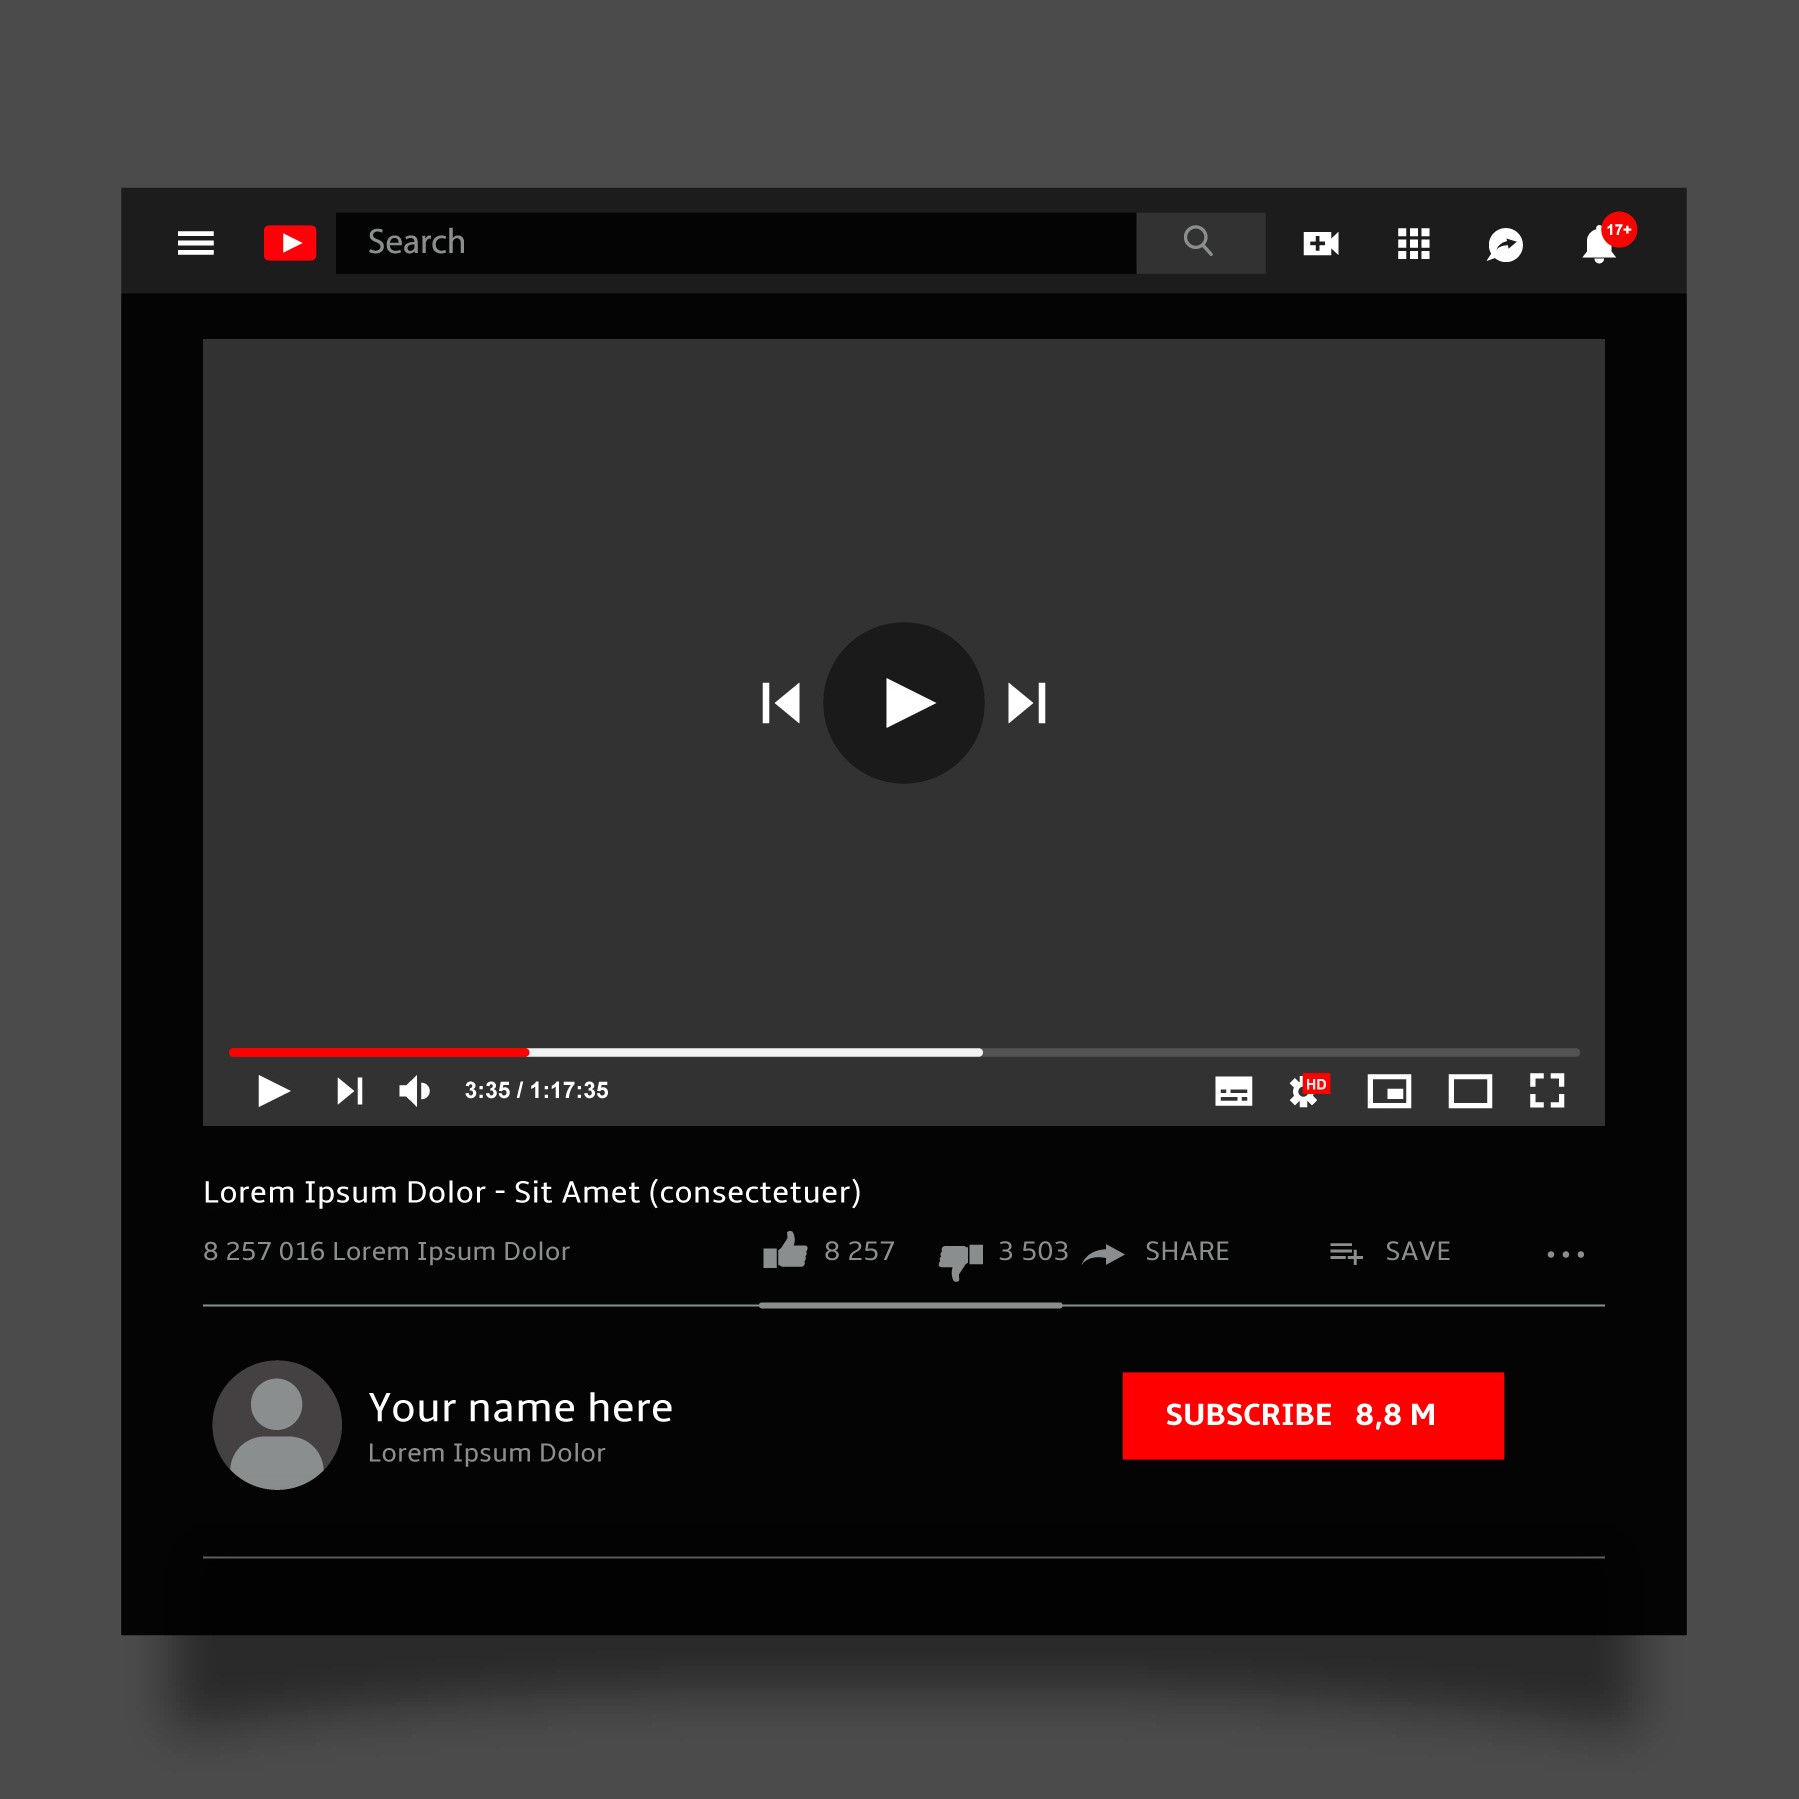 Search
17+
3:35 / 1:17:35
HD
Lorem Ipsum Dolor - Sit Amet (consectetuer)
8 257 016 Lorem Ipsum Dolor 8 257 3 503 SHARE SAVE
Your name here
Lorem Ipsum Dolor
SUBSCRIBE 8,8 M